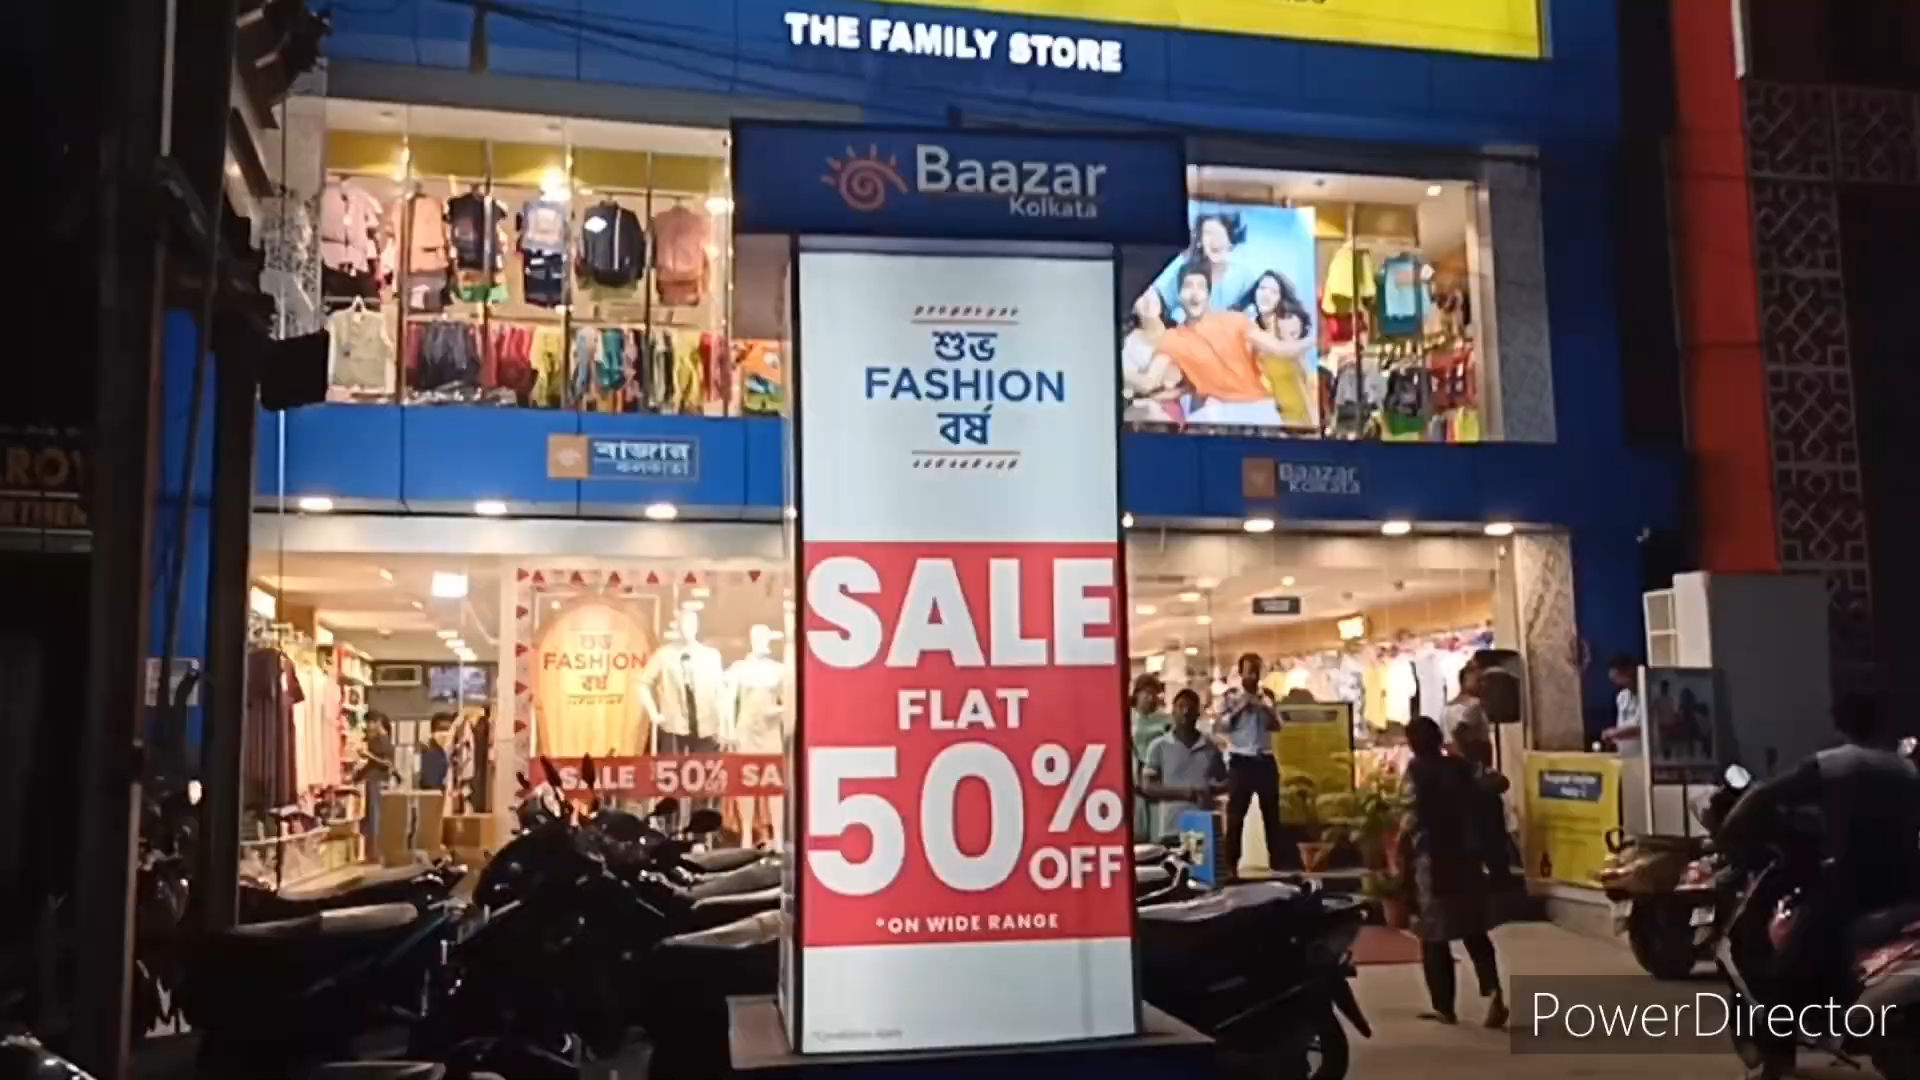 THE FAMILY STORE
Baazar
Kolkata
শুভ
FASHION
বর্ষ
বাজার
কলকাতা
Baazar
Kolkata
SALE
FLAT
50% OFF
*ON WIDE RANGE
শুভ
FASHION
বর্ষ
SALE 50% OFF SA
PowerDirector